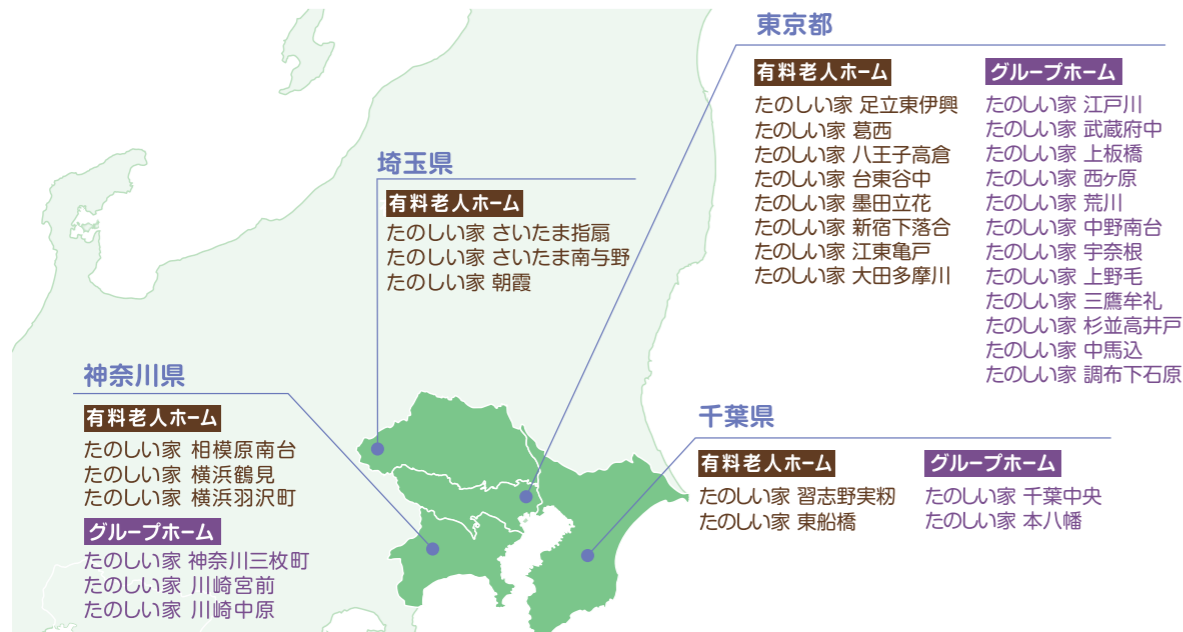 東京都
有料老人ホーム
たのしい家 足立東伊興
たのしい家 葛西
たのしい家 八王子高倉
たのしい家 台東谷中
たのしい家 墨田立花
たのしい家 新宿下落合
たのしい家 江東亀戸
たのしい家 大田多摩川
グループホーム
たのしい家 江戸川
たのしい家 武蔵府中
たのしい家 上板橋
たのしい家 西ヶ原
たのしい家 荒川
たのしい家 中野南台
たのしい家 宇奈根
たのしい家 上野毛
たのしい家 三鷹牟礼
たのしい家 杉並高井戸
たのしい家 中馬込
たのしい家 調布下石原
埼玉県
有料老人ホーム
たのしい家 さいたま指扇
たのしい家 さいたま南与野
たのしい家 朝霞
神奈川県
有料老人ホーム
たのしい家 相模原南台
たのしい家 横浜鶴見
たのしい家 横浜羽沢町
グループホーム
たのしい家 神奈川三枚町
たのしい家 川崎宮前
たのしい家 川崎中原
千葉県
有料老人ホーム
たのしい家 習志野実籾
たのしい家 東船橋
グループホーム
たのしい家 千葉中央
たのしい家 本八幡